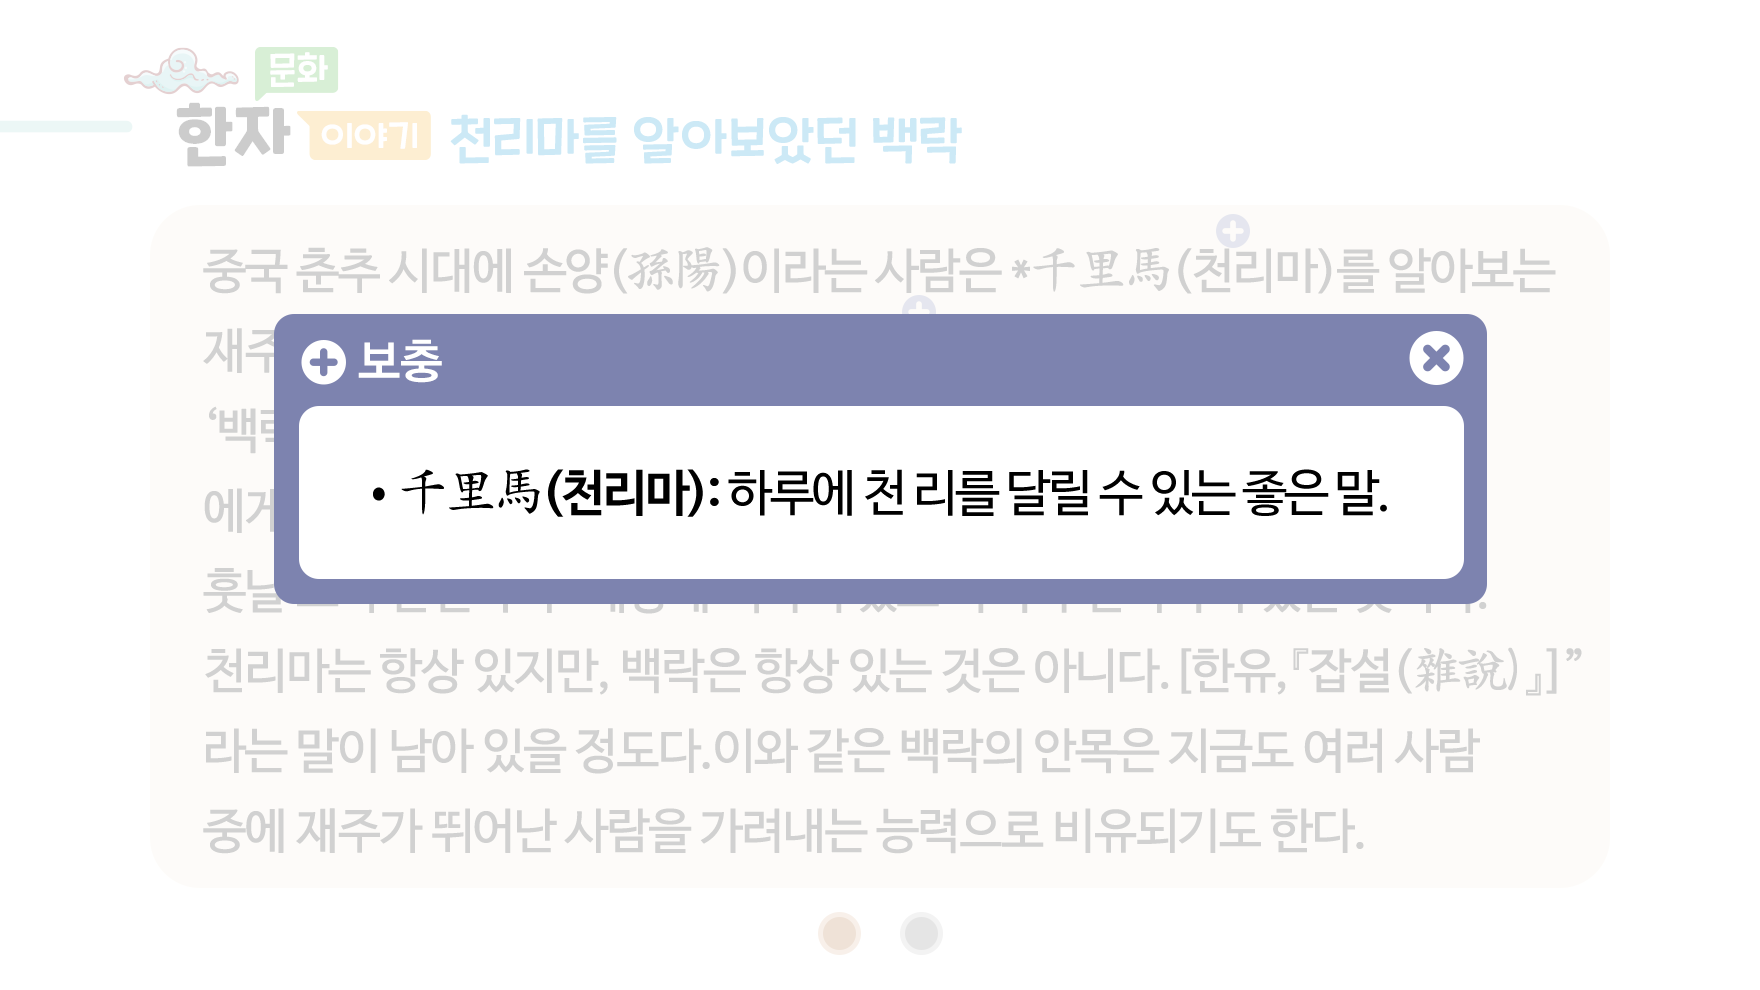 문화
한자 이야기 천리마를 알아보았던 백락
중국 춘추 시대에 손양(孫陽)이라는 사람은 *千里馬(천리마)를 알아보는
보충
• 千里馬(천리마): 하루에 천 리를 달릴 수 있는 좋은 말.
에게
훗날
천리마는 항상 있지만, 백락은 항상 있는 것은 아니다. [한유,『잡설(雜說)』]”
라는 말이 남아 있을 정도다.이와 같은 백락의 안목은 지금도 여러 사람
중에 재주가 뛰어난 사람을 가려내는 능력으로 비유되기도 한다.